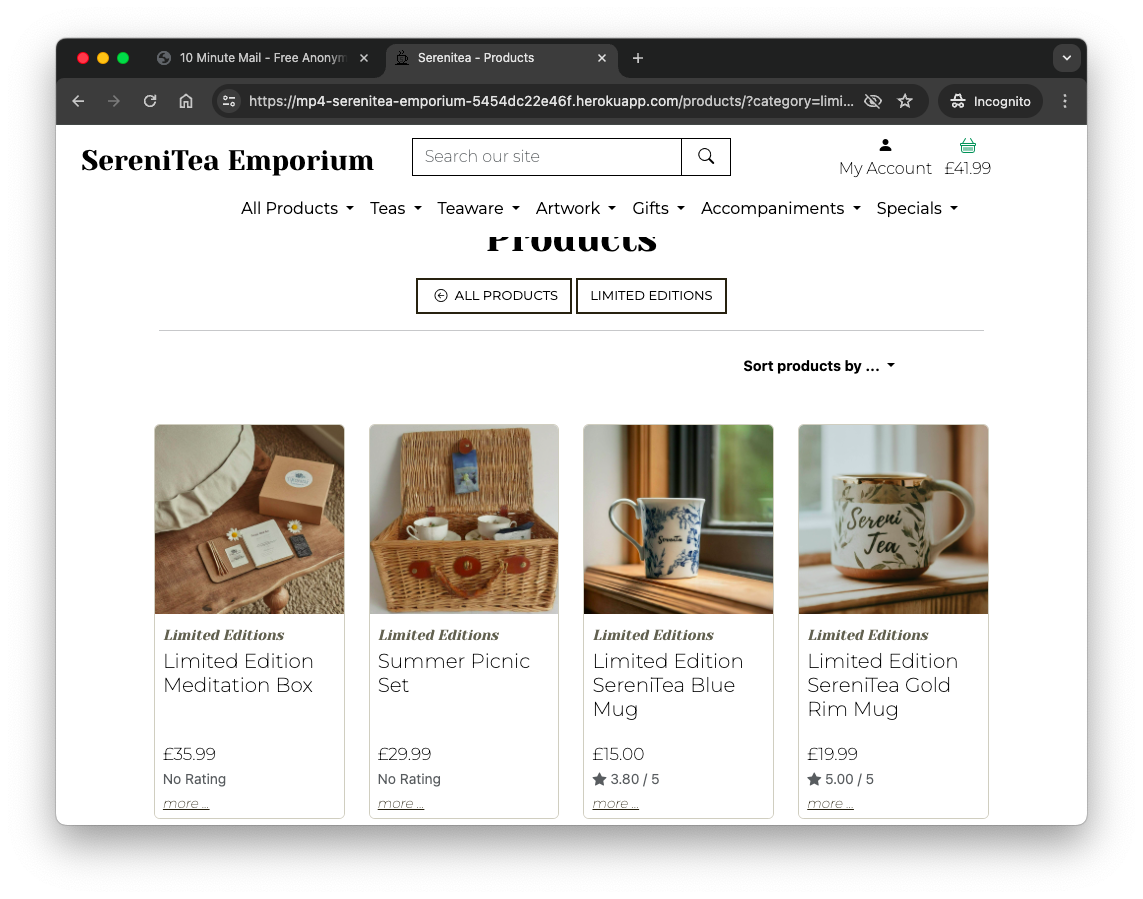 10 Minute Mail – Free Anonym
Serenitea - Products
https://mp4-serenitea-emporium-5454dc22e46f.herokuapp.com/products/?category=limi...
Incognito
SereniTea Emporium
Search our site
My Account
£41.99
All Products
Teas
Teaware
Artwork
Gifts
Accompaniments
Specials
Products
ALL PRODUCTS
LIMITED EDITIONS
Sort products by ...
SereniTea
Sereni
Tea
Limited Editions
Limited Edition
Meditation Box
£35.99
No Rating
more ...
Limited Editions
Summer Picnic
Set
£29.99
No Rating
more ...
Limited Editions
Limited Edition
SereniTea Blue
Mug
£15.00
3.80 / 5
more ...
Limited Editions
Limited Edition
SereniTea Gold
Rim Mug
£19.99
5.00 / 5
more ...